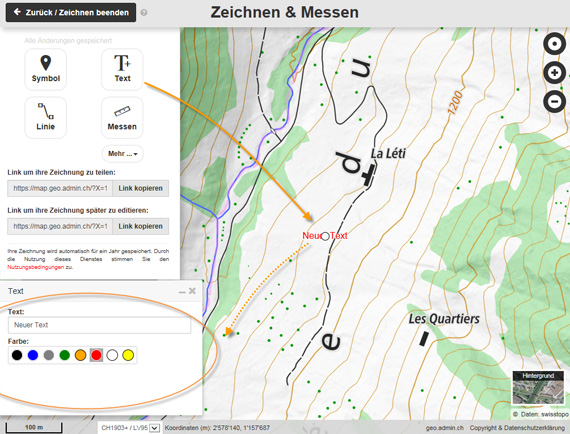 Zurück / Zeichnen beenden
Zeichnen & Messen
Alle Änderungen gespeichert
Symbol
Text
Linie
Messen
Mehr ...
Link um ihre Zeichnung zu teilen:
https://map.geo.admin.ch/?X=1
Link kopieren
Link um ihre Zeichnung später zu editieren:
https://map.geo.admin.ch/?X=1
Link kopieren
Ihre Zeichnung wird automatisch für ein Jahr gespeichert. Durch
die Nutzung dieses Dienstes stimmen Sie den
Nutzungsbedingungen zu.
Text
Text:
Neuer Text
Farbe:
1200
u
d
La Léti
Neuer Text
e
Les Quartiers
Hintergrund
© Daten: swisstopo
100 m
CH1903+ / LV95
Koordinaten (m): 2'578'140, 1'157'687
geo.admin.ch
Copyright & Datenschutzerklärung